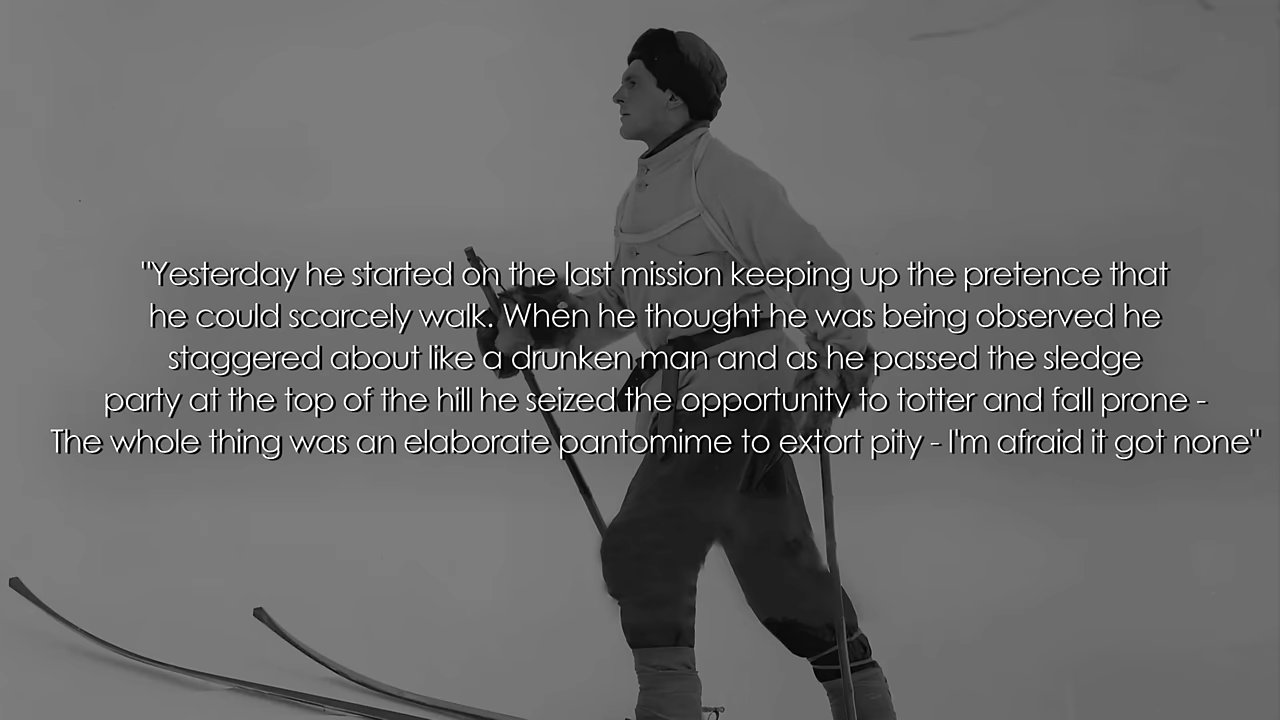 "Yesterday he started on the last mission keeping up the pretence that
he could scarcely walk. When he thought he was being observed he
staggered about like a drunken man and as he passed the sledge
party at the top of the hill he seized the opportunity to totter and fall prone -
The whole thing was an elaborate pantomime to extort pity - I'm afraid it got none"